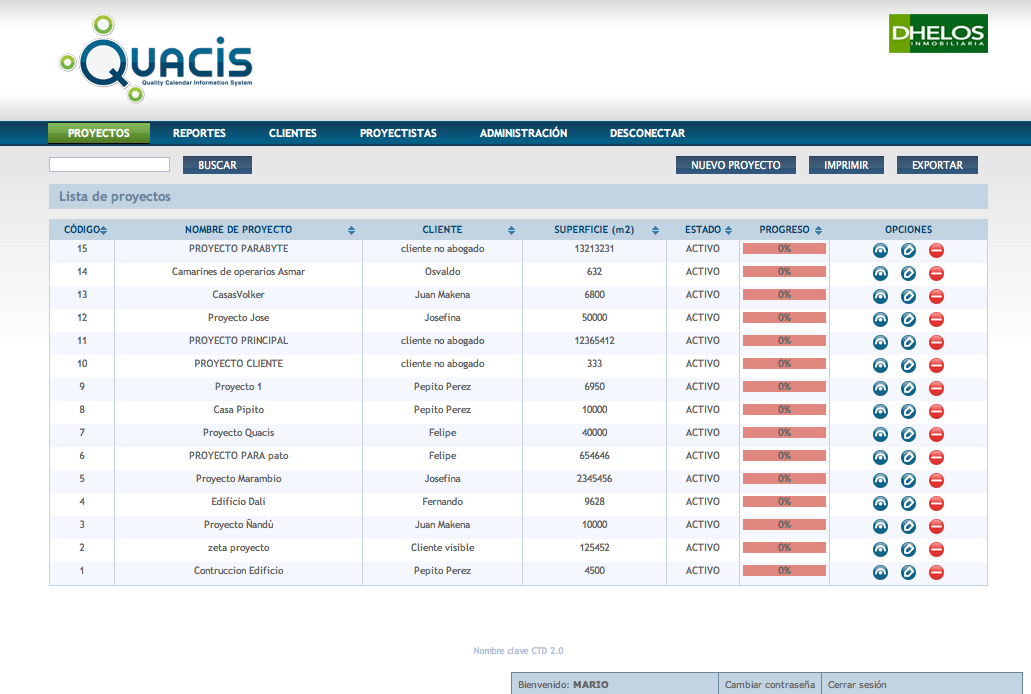 QUACIS
Quality Calendar Information System
DHELOS
INMOBILIARIA
PROYECTOS REPORTES CLIENTES PROYECTISTAS ADMINISTRACIÓN DESCONECTAR
BUSCAR NUEVO PROYECTO IMPRIMIR EXPORTAR
Lista de proyectos
CÓDIGO NOMBRE DE PROYECTO CLIENTE SUPERFICIE (m2) ESTADO PROGRESO OPCIONES
15 PROYECTO PARABYTE cliente no abogado 13213231 ACTIVO 0%
14 Camarines de operarios Asmar Osvaldo 632 ACTIVO 0%
13 CasasVolker Juan Makena 6800 ACTIVO 0%
12 Proyecto Jose Josefina 50000 ACTIVO 0%
11 PROYECTO PRINCIPAL cliente no abogado 12365412 ACTIVO 0%
10 PROYECTO CLIENTE cliente no abogado 333 ACTIVO 0%
9 Proyecto 1 Pepito Perez 6950 ACTIVO 0%
8 Casa Pipito Pepito Perez 10000 ACTIVO 0%
7 Proyecto Quacis Felipe 40000 ACTIVO 0%
6 PROYECTO PARA pato Felipe 654646 ACTIVO 0%
5 Proyecto Marambio Josefina 2345456 ACTIVO 0%
4 Edificio Dali Fernando 9628 ACTIVO 0%
3 Proyecto Ñandú Juan Makena 10000 ACTIVO 0%
2 zeta proyecto Cliente visible 125452 ACTIVO 0%
1 Contruccion Edificio Pepito Perez 4500 ACTIVO 0%
Nombre clave CTD 2.0
Bienvenido: MARIO Cambiar contraseña Cerrar sesión